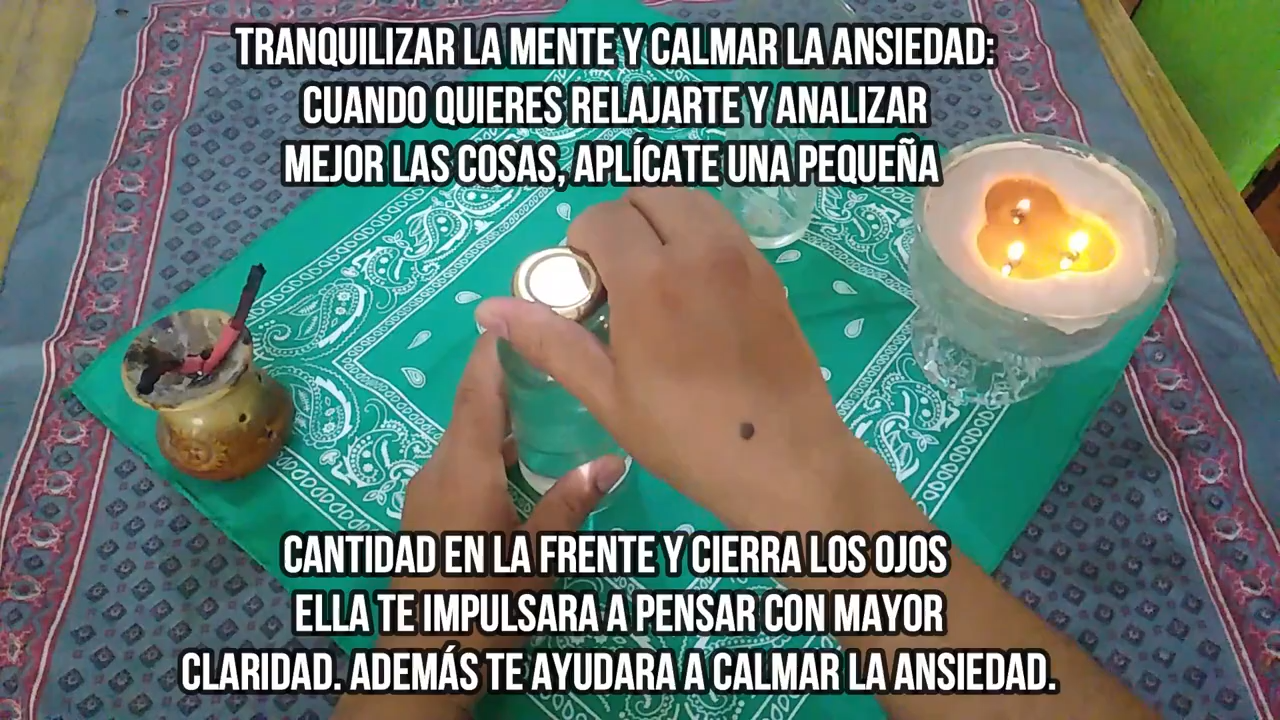 TRANQUILIZAR LA MENTE Y CALMAR LA ANSIEDAD:
CUANDO QUIERES RELAJARTE Y ANALIZAR
MEJOR LAS COSAS, APLÍCATE UNA PEQUEÑA
CANTIDAD EN LA FRENTE Y CIERRA LOS OJOS
ELLA TE IMPULSARA A PENSAR CON MAYOR
CLARIDAD. ADEMÁS TE AYUDARA A CALMAR LA ANSIEDAD.